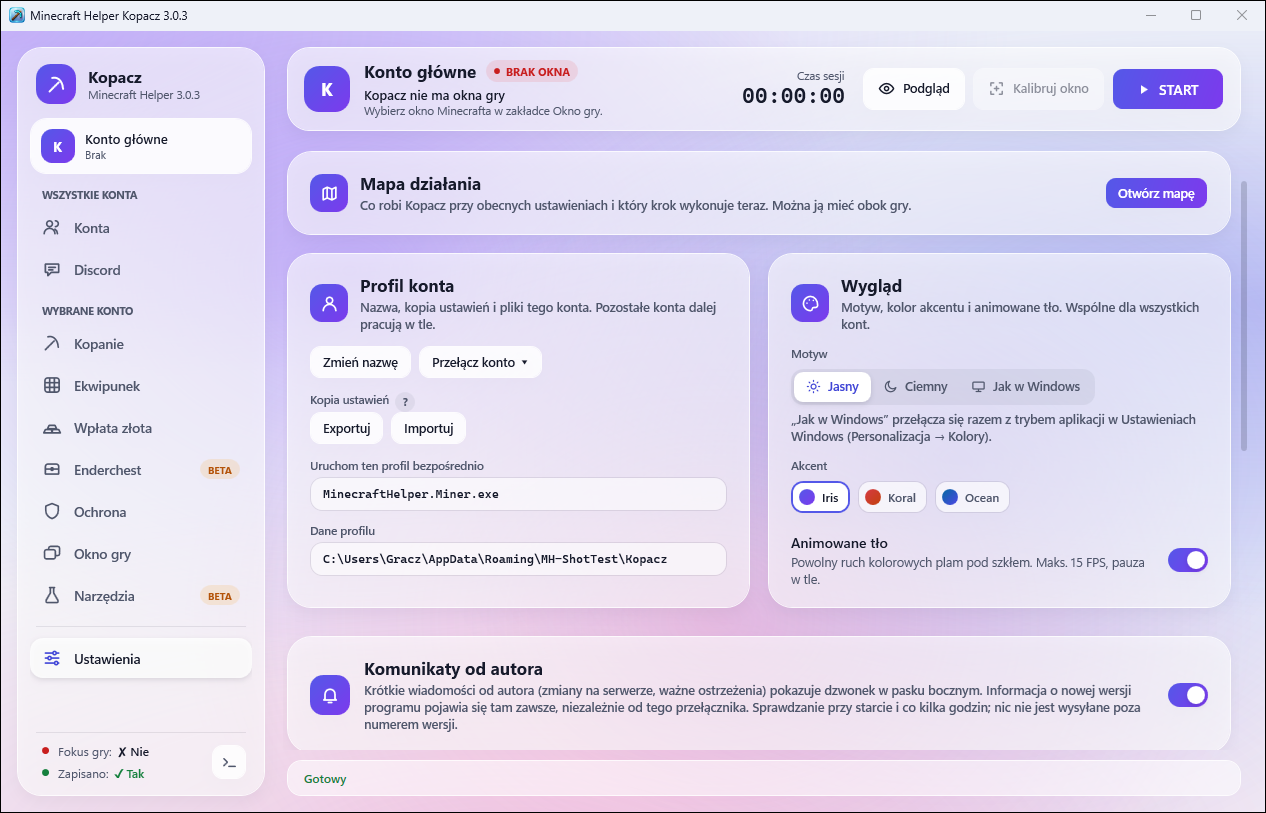 Minecraft Helper Kopacz 3.0.3
Kopacz
Minecraft Helper 3.0.3
K
Konto główne
Brak
WSZYSTKIE KONTA
Konta
Discord
WYBRANE KONTO
Kopanie
Ekwipunek
Wpłata złota
Enderchest BETA
Ochrona
Okno gry
Narzędzia BETA
Ustawienia
Fokus gry: ✗ Nie
Zapisano: ✓ Tak
K
Konto główne BRAK OKNA
Kopacz nie ma okna gry
Wybierz okno Minecrafta w zakładce Okno gry.
Czas sesji
00:00:00
Podgląd
Kalibruj okno
START
Mapa działania
Co robi Kopacz przy obecnych ustawieniach i który krok wykonuje teraz. Można ją mieć obok gry.
Otwórz mapę
Profil konta
Nazwa, kopia ustawień i pliki tego konta. Pozostałe konta dalej
pracują w tle.
Zmień nazwę Przełącz konto
Kopia ustawień ?
Exportuj Importuj
Uruchom ten profil bezpośrednio
MinecraftHelper.Miner.exe
Dane profilu
C:\Users\Gracz\AppData\Roaming\MH-ShotTest\Kopacz
Wygląd
Motyw, kolor akcentu i animowane tło. Wspólne dla wszystkich
kont.
Motyw
Jasny Ciemny Jak w Windows
„Jak w Windows” przełącza się razem z trybem aplikacji w Ustawieniach
Windows (Personalizacja → Kolory).
Akcent
Iris Koral Ocean
Animowane tło
Powolny ruch kolorowych plam pod szkłem. Maks. 15 FPS, pauza
w tle.
Komunikaty od autora
Krótkie wiadomości od autora (zmiany na serwerze, ważne ostrzeżenia) pokazuje dzwonek w pasku bocznym. Informacja o nowej wersji
programu pojawia się tam zawsze, niezależnie od tego przełącznika. Sprawdzanie przy starcie i co kilka godzin; nic nie jest wysyłane poza
numerem wersji.
Gotowy